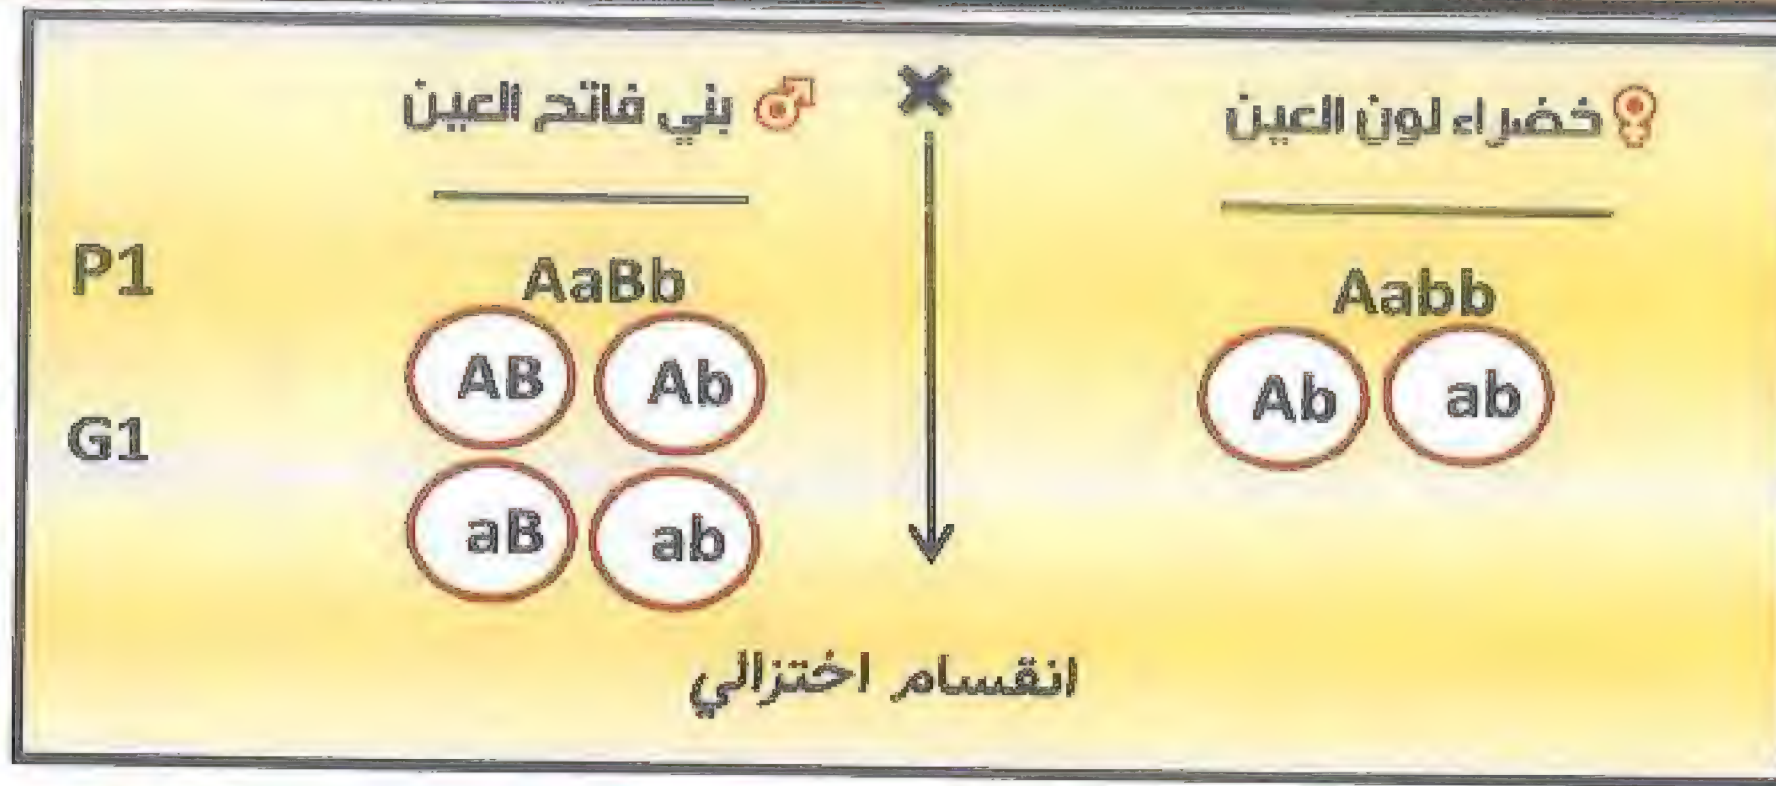 ♀ خضراء لون العين × ♂ بني فاتح العين
P1 AaBb Aabb
G1 AB Ab Ab ab
aB ab
انقسام اختزالي